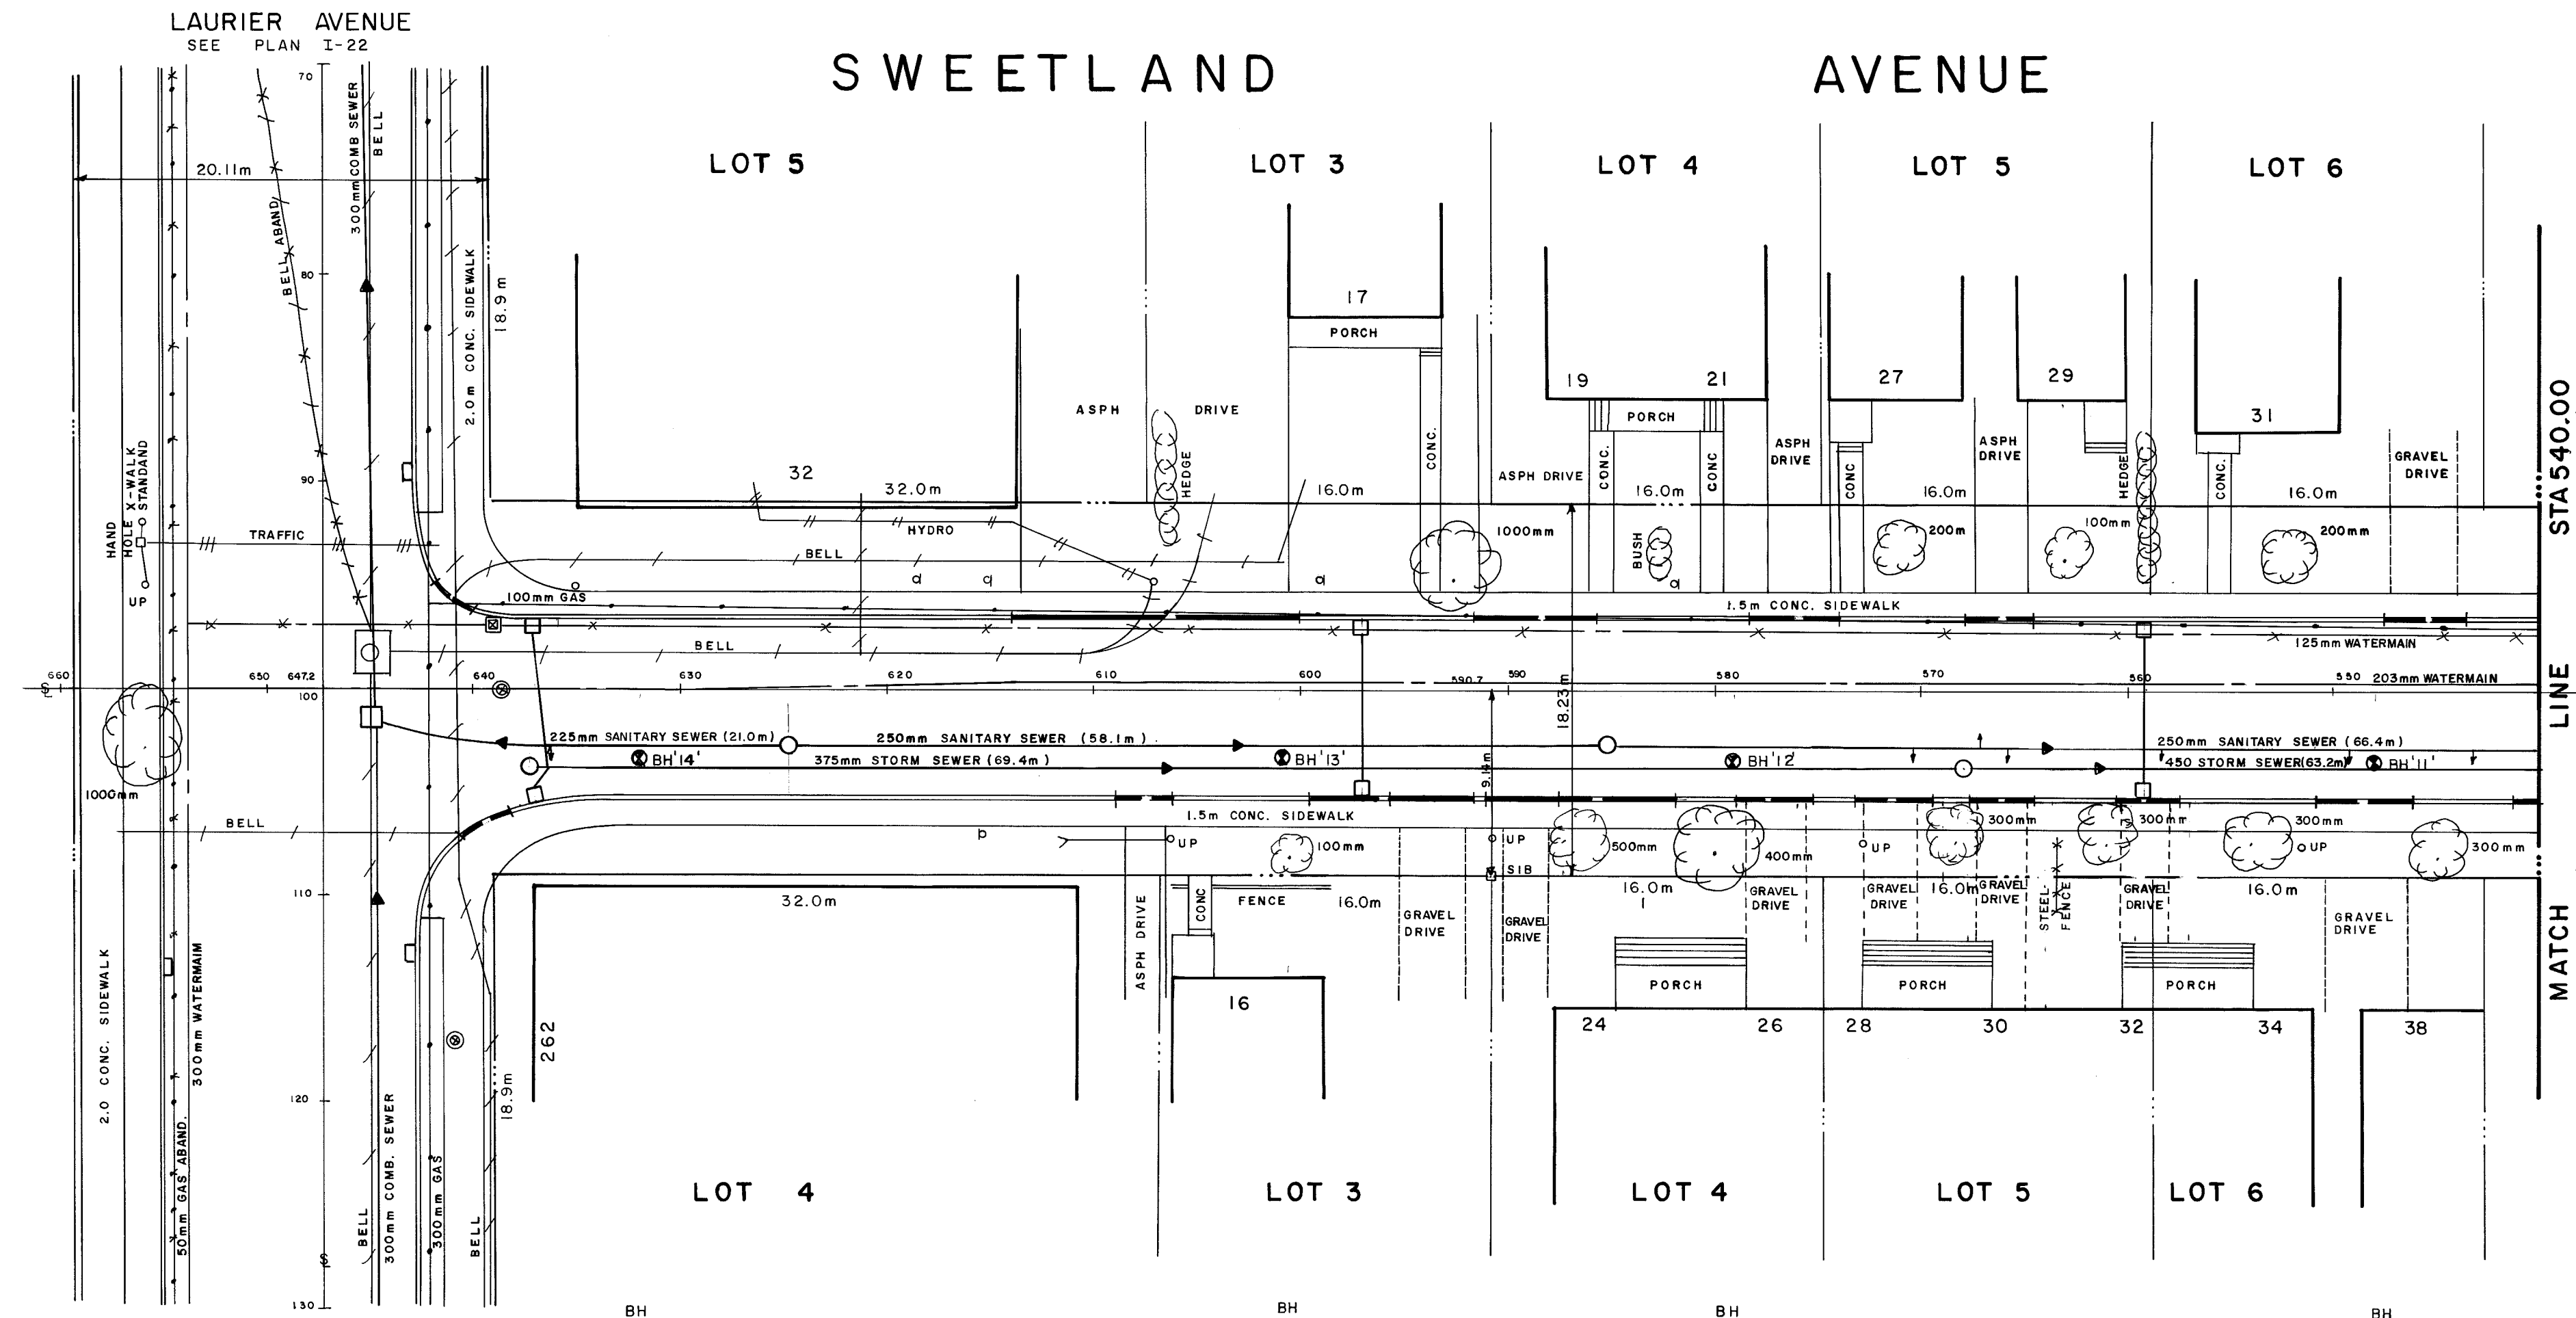 LAURIER AVENUE
SEE PLAN I-22
SWEETLAND AVENUE
70
300mm COMB SEWER
BELL
20.11m
LOT 5
LOT 3
LOT 4
LOT 5
LOT 6
BELL ABAND
BELL
80
2.0m CONC. SIDEWALK
18.9 m
17
PORCH
19
21
PORCH
27
29
31
ASPH DRIVE
HEDGE
CONC.
ASPH DRIVE
CONC.
CONC
ASPH
DRIVE
CONC
ASPH
DRIVE
HEDGE
CONC.
GRAVEL
DRIVE
STA 540.00
HAND
HOLE X-WALK
STANDAND
90
32
32.0m
16.0m
16.0m
16.0m
16.0m
TRAFFIC
HYDRO
BELL
1000mm
BUSH
200m
100mm
200mm
UP
100mm GAS
1.5m CONC. SIDEWALK
BELL
125mm WATERMAIN
660
650
647.2
640
630
620
610
600
590.7
590
580
570
560
550
203mm WATERMAIN
100
18.23m
225mm SANITARY SEWER (21.0m)
250mm SANITARY SEWER (58.1m)
250mm SANITARY SEWER (66.4m)
BH'14'
375mm STORM SEWER (69.4m)
BH'13'
9.14m
BH'12'
450 STORM SEWER(63.2m)
BH'11'
1000mm
BELL
1.5m CONC. SIDEWALK
300mm
300mm
300mm
UP
100mm
UP
500mm
400mm
UP
UP
300mm
SIB
LINE
110
32.0m
ASPH DRIVE
CONC
FENCE
16.0m
GRAVEL
DRIVE
GRAVEL
DRIVE
16.0m
GRAVEL
DRIVE
GRAVEL
DRIVE
16.0m
GRAVEL
DRIVE
STEEL
FENCE
GRAVEL
DRIVE
16.0m
GRAVEL
DRIVE
MATCH
2.0 CONC. SIDEWALK
300mm WATERMAIN
16
PORCH
PORCH
PORCH
24
26
28
30
32
34
38
262
18.9m
120
50mm GAS ABAND.
BELL
300mm COMB. SEWER
300mm GAS
BELL
LOT 4
LOT 3
LOT 4
LOT 5
LOT 6
130
BH
BH
BH
BH